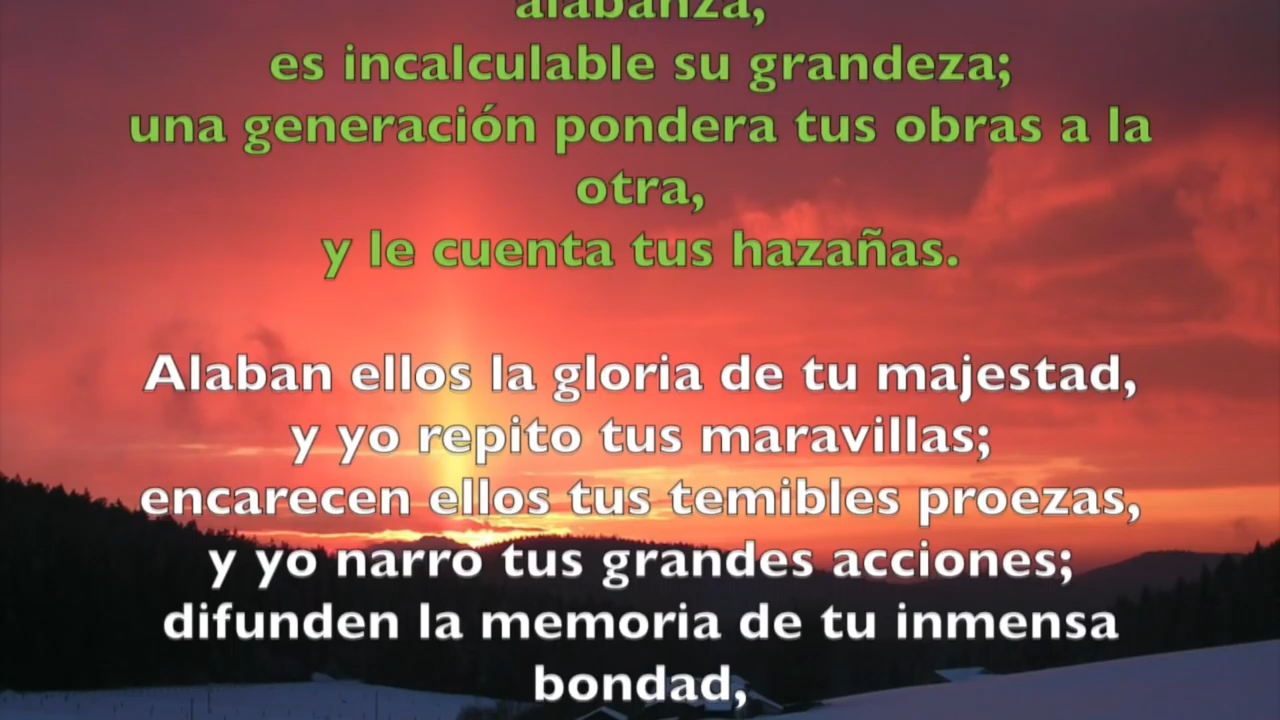 alabanza,
es incalculable su grandeza;
una generación pondera tus obras a la
otra,
y le cuenta tus hazañas.
Alaban ellos la gloria de tu majestad,
y yo repito tus maravillas;
encarecen ellos tus temibles proezas,
y yo narro tus grandes acciones;
difunden la memoria de tu inmensa
bondad,